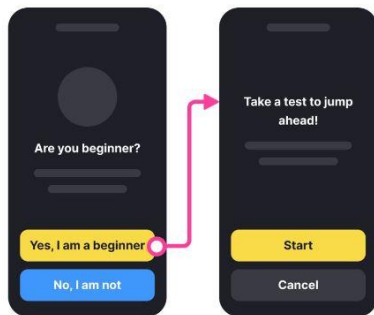 Are you beginner?
Yes, I am a beginner
No, I am not
Take a test to jump
ahead!
Start
Cancel